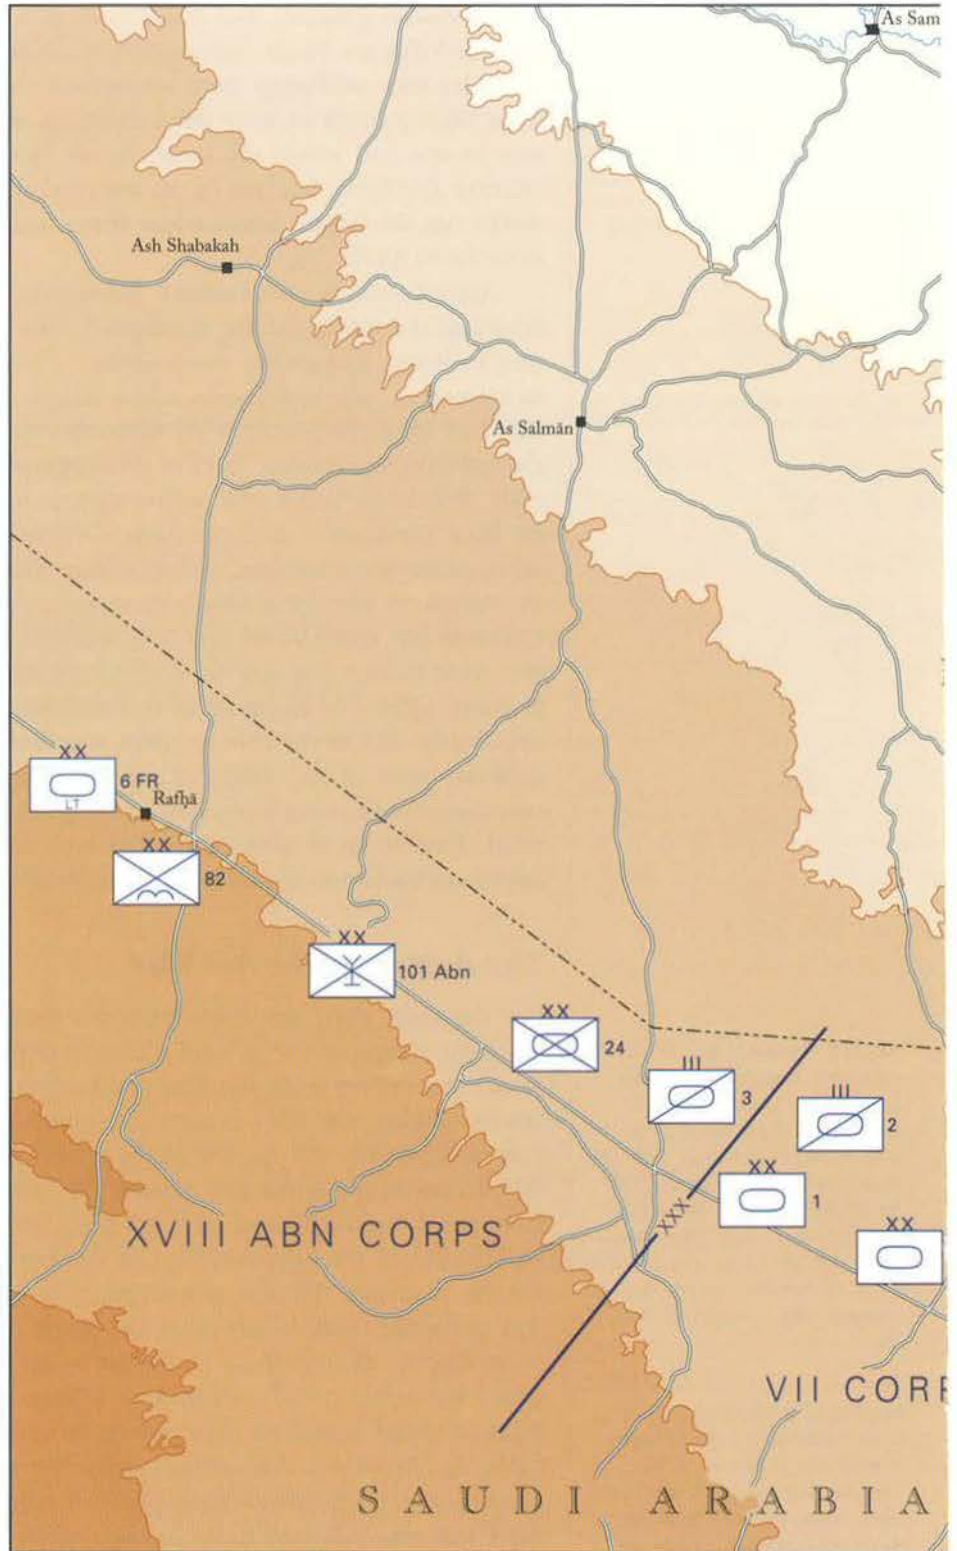 As Sam
Ash Shabakah
As Salmān
XX
6 FR
LT
Rafḥā
XX
82
XX
101 Abn
XX
24
III
3
III
2
XX
1
XX
XXX
XVIII ABN CORPS
VII CORP
SAUDI ARABIA